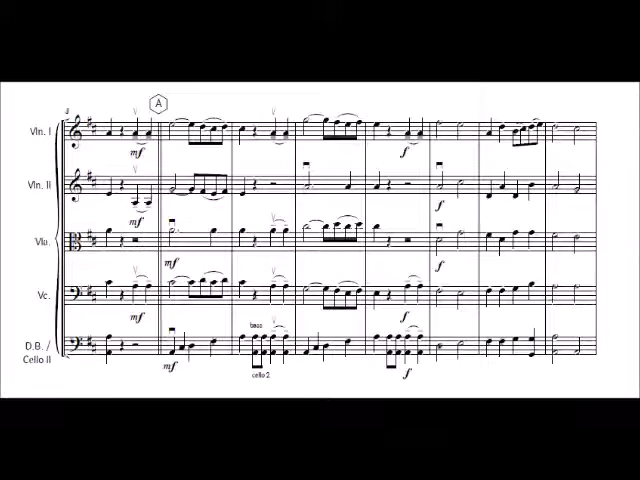 A
Vln. I
mf
f
Vln. II
mf
f
Vla.
mf
f
Vc.
mf
f
bass
D.B. /
Cello II
mf
cello 2
f